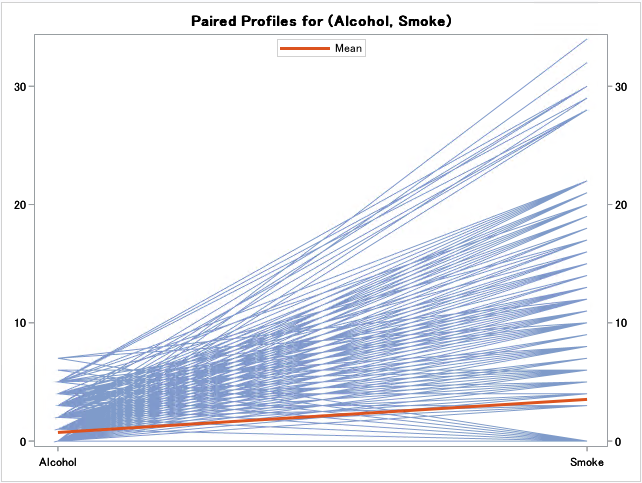 Paired Profiles for (Alcohol, Smoke)
Mean
30 30
20 20
10 10
0 0
Alcohol Smoke